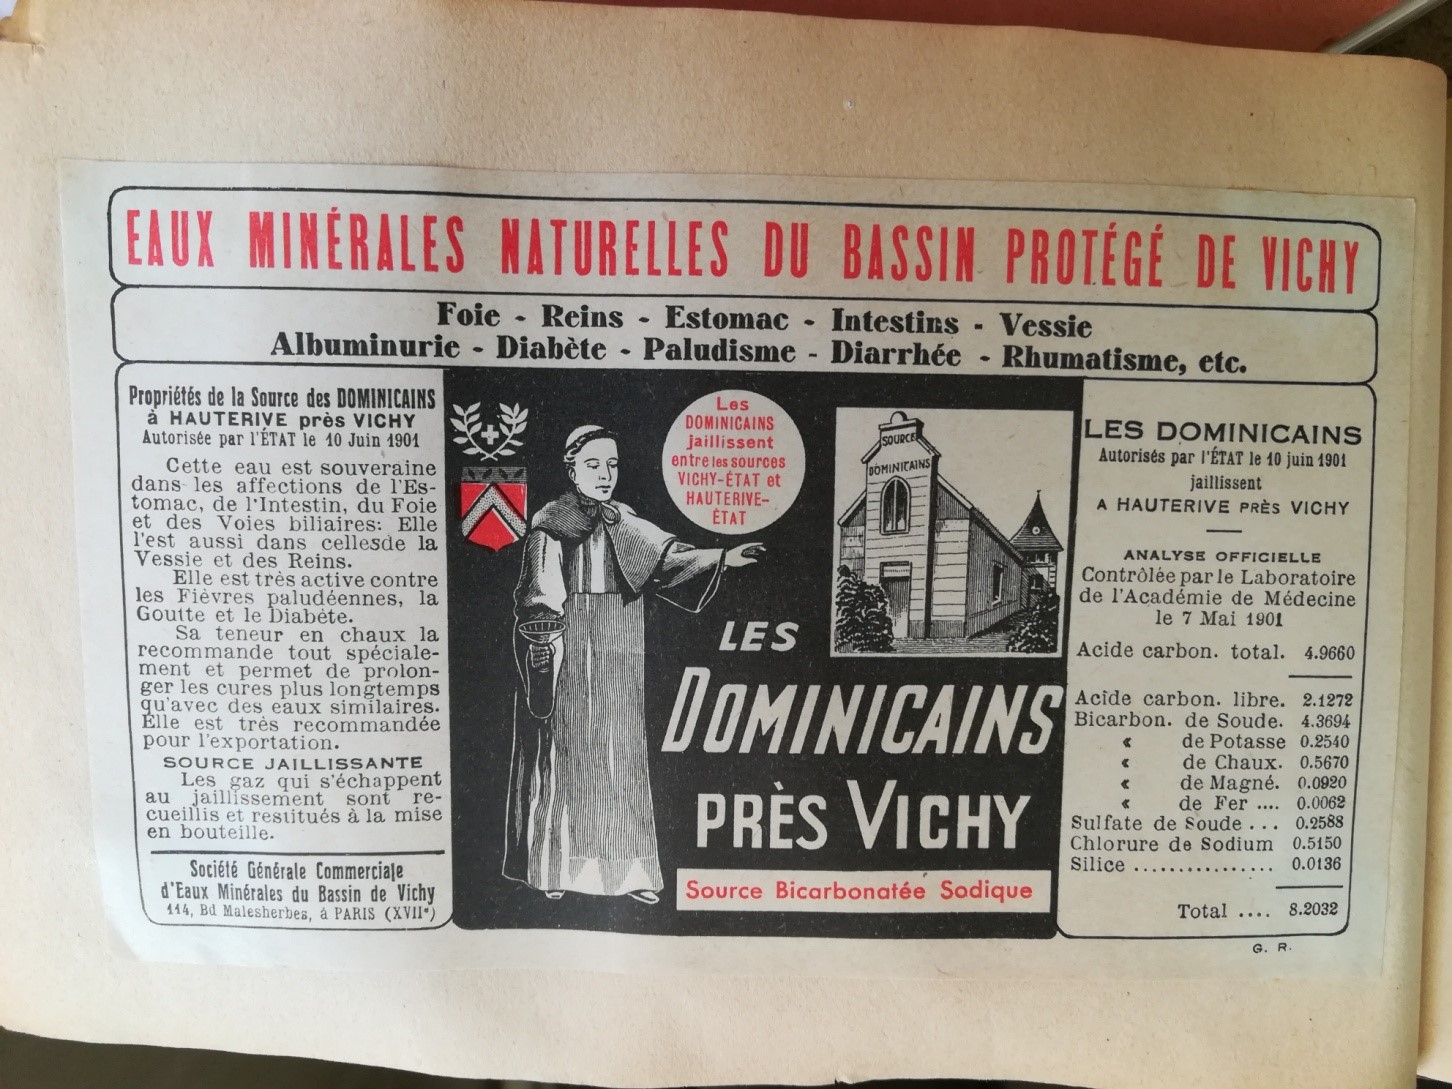 EAUX MINÉRALES NATURELLES DU BASSIN PROTÉGÉ DE VICHY
Foie - Reins - Estomac - Intestins - Vessie
Albuminurie - Diabète - Paludisme - Diarrhée - Rhumatisme, etc.
Propriétés de la Source des DOMINICAINS
à HAUTERIVE près VICHY
Autorisée par l'ÉTAT le 10 Juin 1901
Cette eau est souveraine
dans les affections de l'Es-
tomac, de l'Intestin, du Foie
et des Voies biliaires: Elle
l'est aussi dans cellesde la
Vessie et des Reins.
Elle est très active contre
les Fièvres paludéennes, la
Goutte et le Diabète.
Sa teneur en chaux la
recommande tout spéciale-
ment et permet de prolon-
ger les cures plus longtemps
qu'avec des eaux similaires.
Elle est très recommandée
pour l'exportation.
SOURCE JAILLISSANTE
Les gaz qui s'échappent
au jaillissement sont re-
cueillis et restitués à la mise
en bouteille.
Société Générale Commerciale
d'Eaux Minérales du Bassin de Vichy
114, Bd Malesherbes, à PARIS (XVIIe)
Les
DOMINICAINS
jaillissent
entre les sources
VICHY-ÉTAT et
HAUTERIVE-
ÉTAT
SOURCE
DOMINICAINS
LES
DOMINICAINS
PRÈS VICHY
Source Bicarbonatée Sodique
LES DOMINICAINS
Autorisés par l'ÉTAT le 10 juin 1901
jaillissent
A HAUTERIVE PRÈS VICHY
ANALYSE OFFICIELLE
Contrôlée par le Laboratoire
de l'Académie de Médecine
le 7 Mai 1901
Acide carbon. total. 4.9660
Acide carbon. libre. 2.1272
Bicarbon. de Soude. 4.3694
« de Potasse 0.2540
« de Chaux. 0.5670
« de Magné. 0.0920
« de Fer .... 0.0062
Sulfate de Soude ... 0.2588
Chlorure de Sodium 0.5150
Silice ............... 0.0136
Total .... 8.2032
G. R.